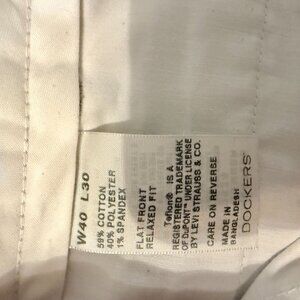 W40 L30
59% COTTON
40% POLYESTER
1% SPANDEX
FLAT FRONT
RELAXED FIT
Teflon® IS A
REGISTERED TRADEMARK
OF DuPONT™ UNDER LICENSE
BY LEVI STRAUSS & CO.
CARE ON REVERSE
MADE IN
BANGLADESH
DOCKERS®